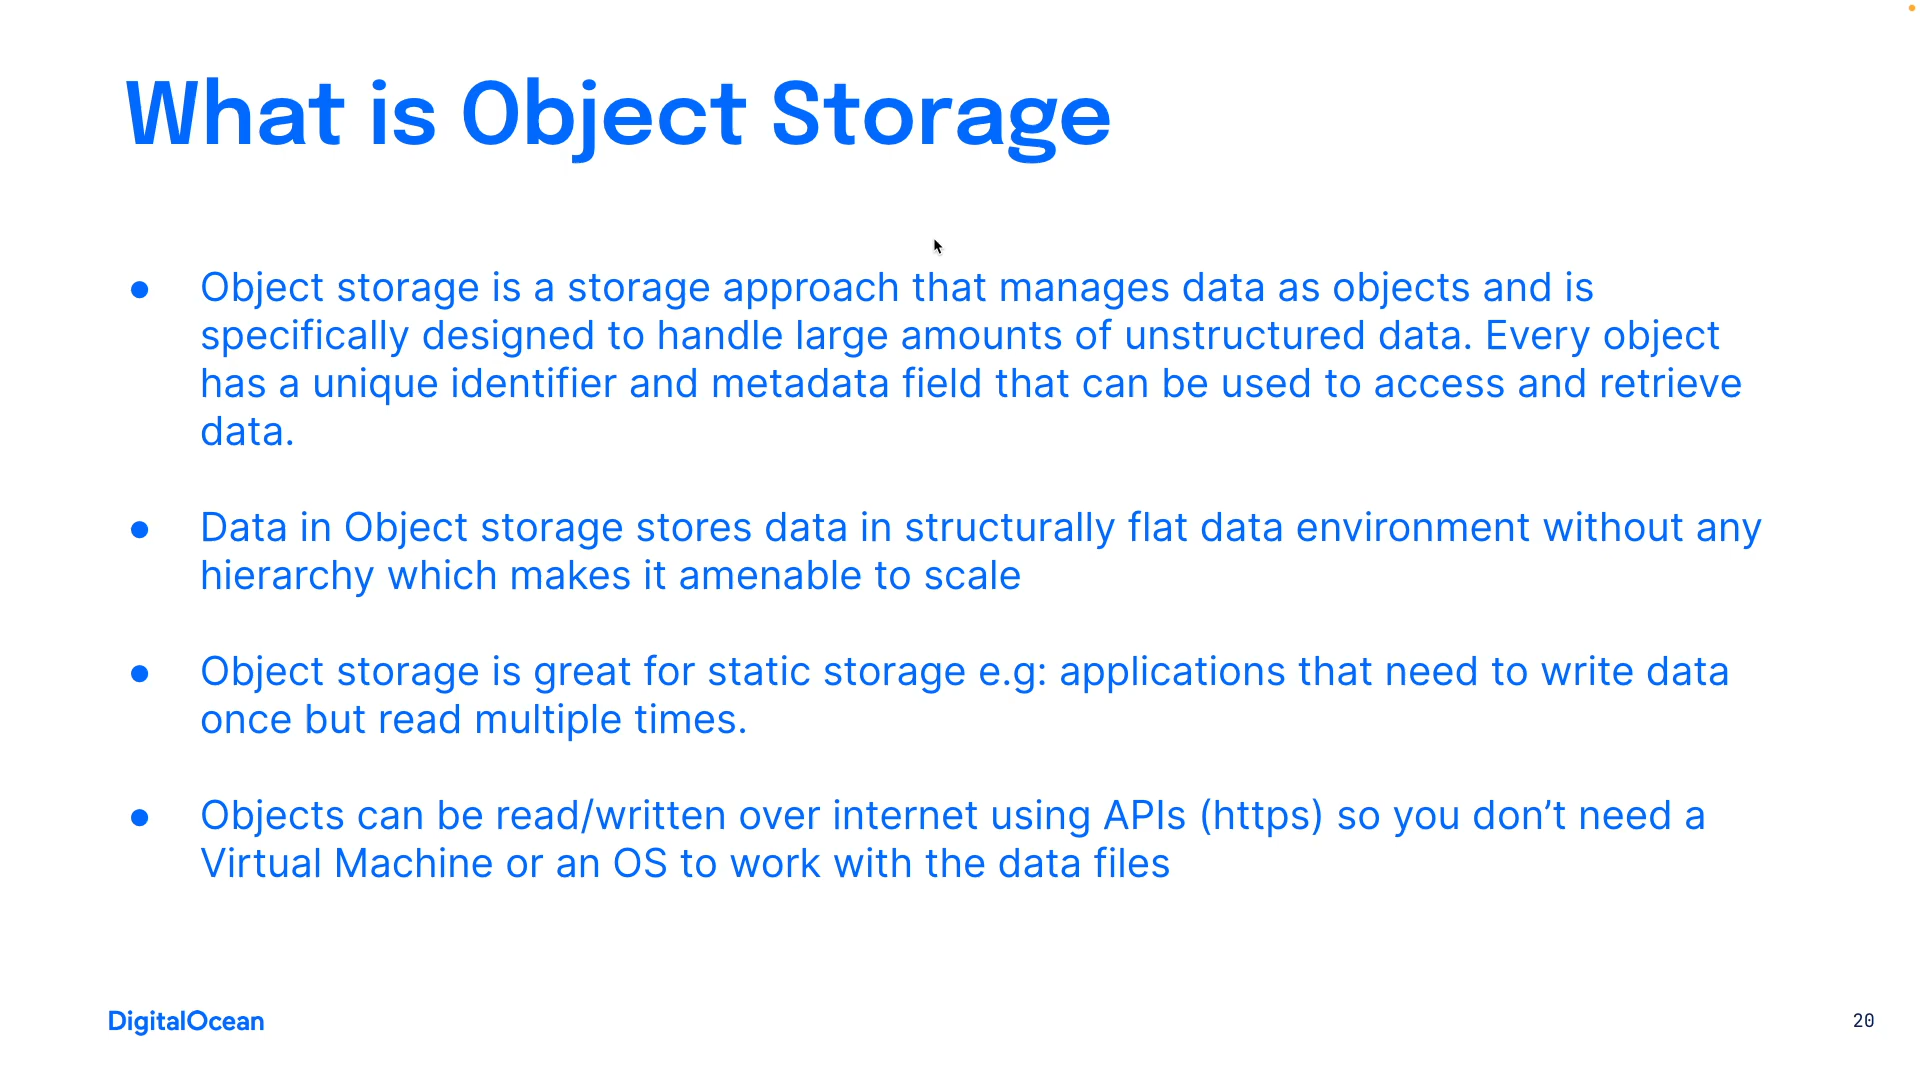 What is Object Storage
● Object storage is a storage approach that manages data as objects and is
specifically designed to handle large amounts of unstructured data. Every object
has a unique identifier and metadata field that can be used to access and retrieve
data.
● Data in Object storage stores data in structurally flat data environment without any
hierarchy which makes it amenable to scale
● Object storage is great for static storage e.g: applications that need to write data
once but read multiple times.
● Objects can be read/written over internet using APIs (https) so you don’t need a
Virtual Machine or an OS to work with the data files
DigitalOcean
20